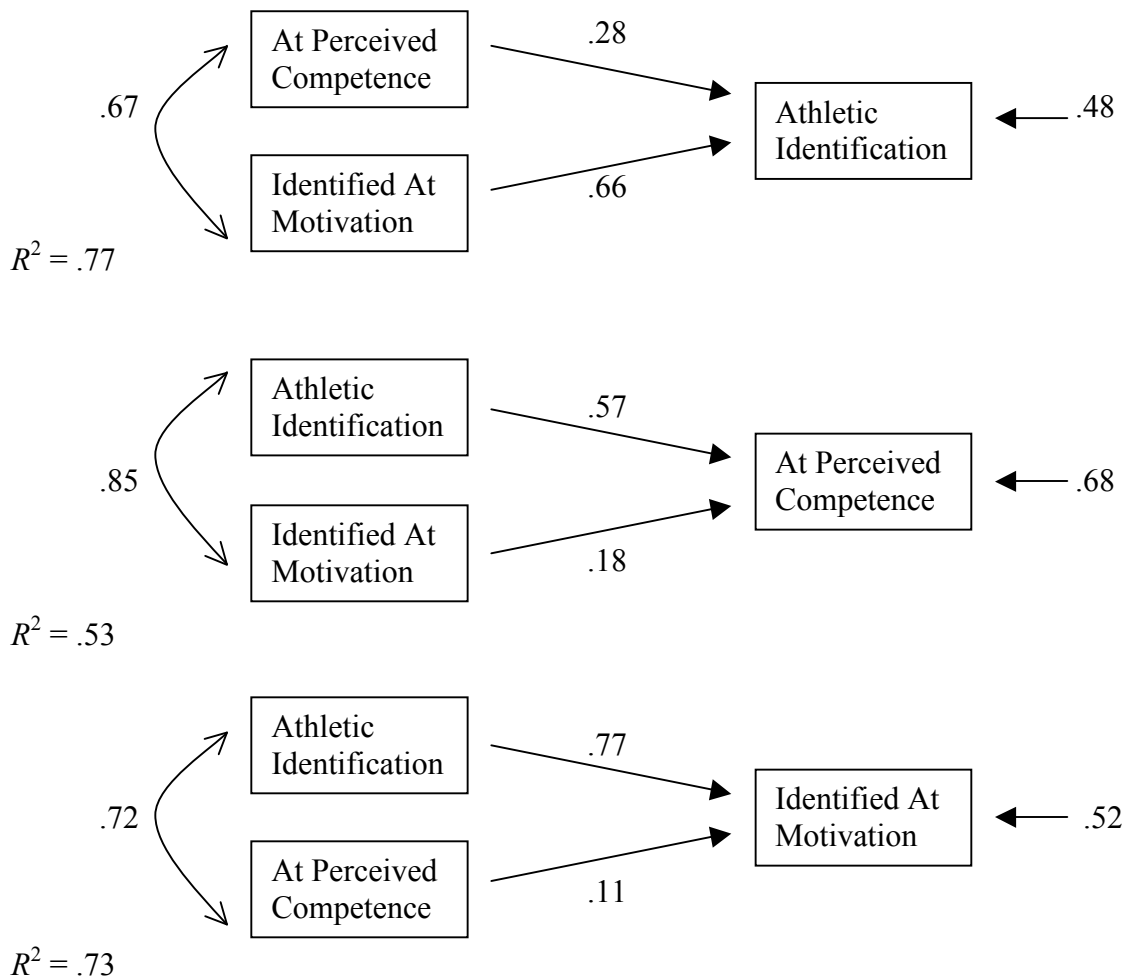 At Perceived
Competence
.28
.67
Athletic
Identification
.48
Identified At
Motivation
.66
R² = .77
Athletic
Identification
.57
.85
At Perceived
Competence
.68
Identified At
Motivation
.18
R² = .53
Athletic
Identification
.77
.72
Identified At
Motivation
.52
At Perceived
Competence
.11
R² = .73